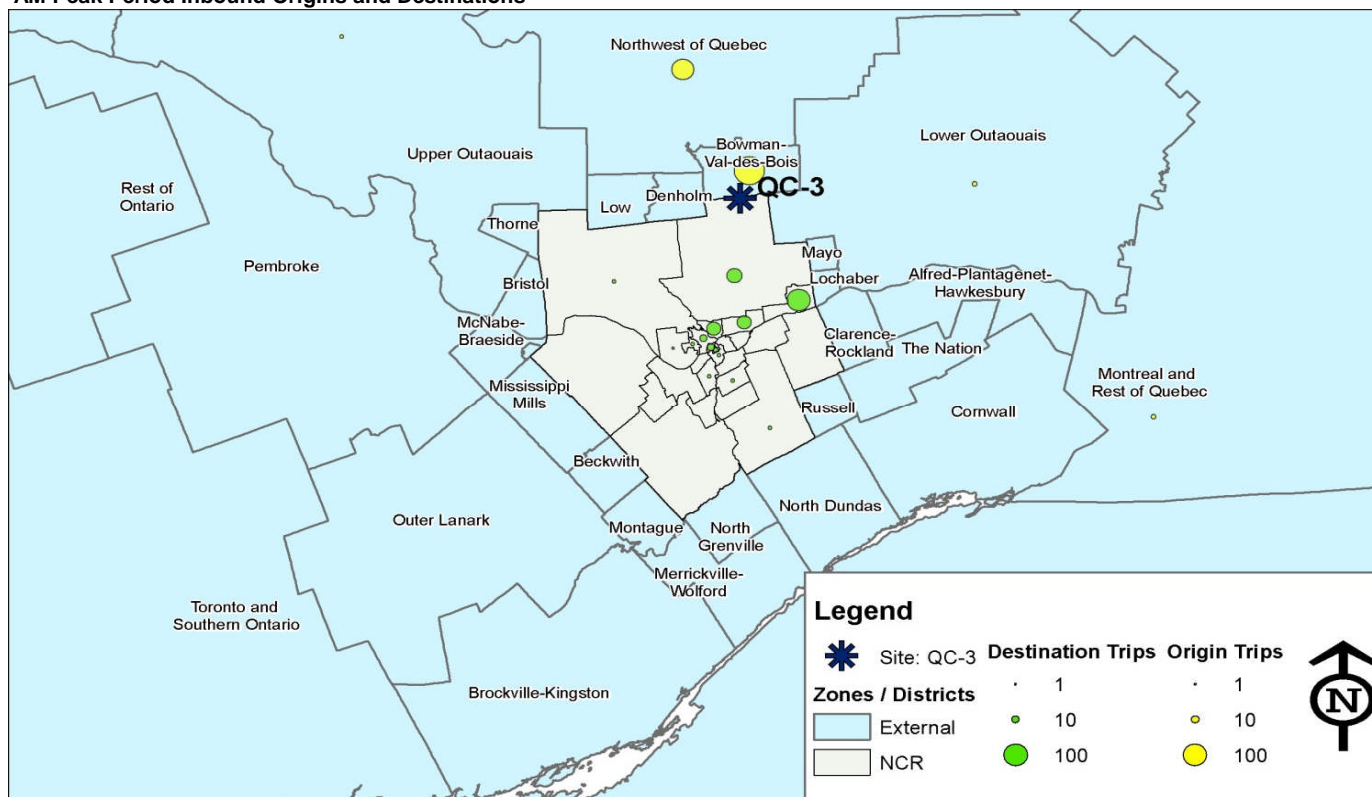 AM Peak Period Inbound Origins and Destinations
Northwest of Quebec
Lower Outaouais
Bowman-
Val-des-Bois
Upper Outaouais
Rest of
Ontario
QC-3
Denholm
Low
Thorne
Mayo
Pembroke
Bristol
Lochaber
Alfred-Plantagenet-
Hawkesbury
McNabe-
Braeside
Clarence-
Rockland
The Nation
Montreal and
Rest of Quebec
Mississippi
Mills
Russell
Cornwall
Beckwith
North Dundas
Outer Lanark
Montague
North
Grenville
Merrickville-
Wolford
Toronto and
Southern Ontario
Brockville-Kingston
Legend
Site: QC-3
Destination Trips
Origin Trips
1
1
Zones / Districts
10
10
External
100
100
NCR
N